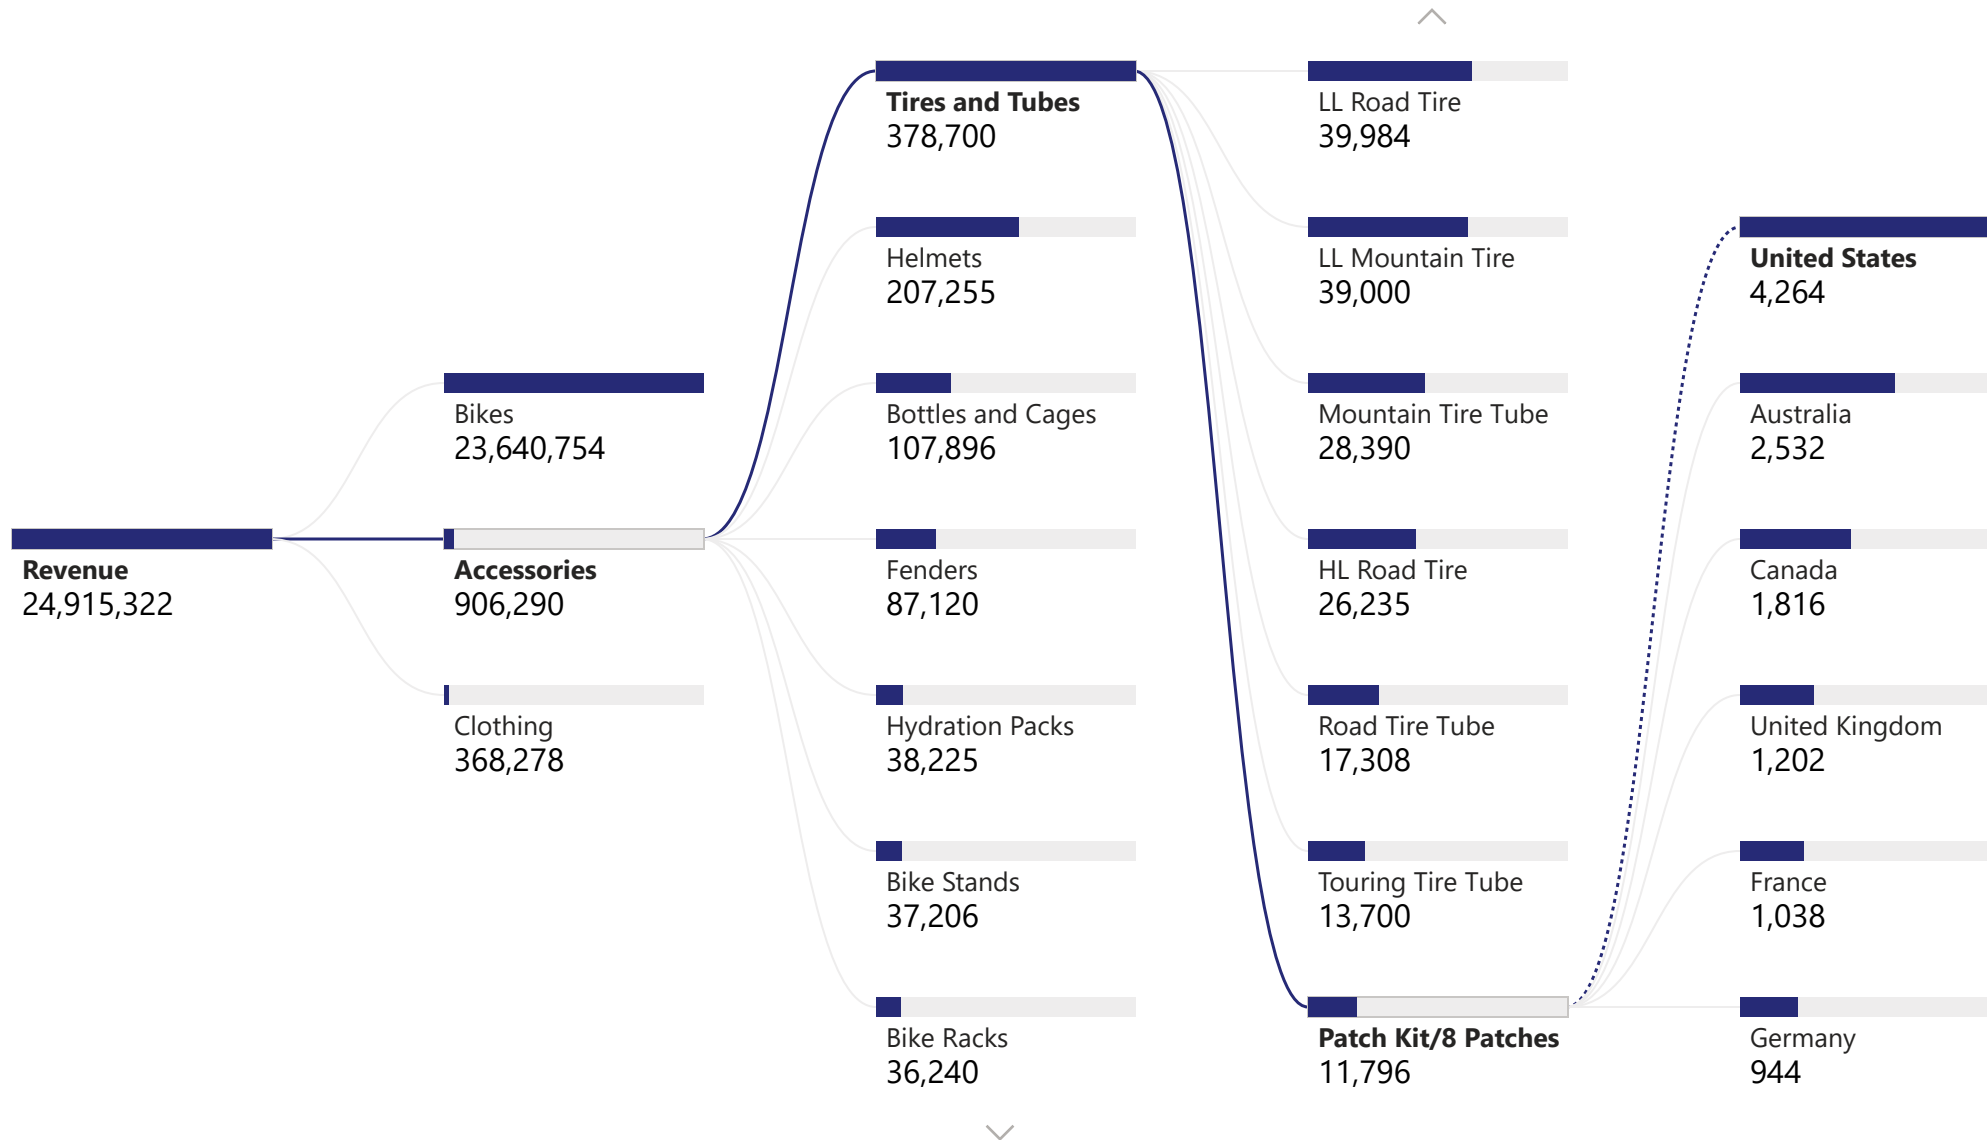 Revenue
24,915,322
Bikes
23,640,754
Accessories
906,290
Clothing
368,278
Tires and Tubes
378,700
Helmets
207,255
Bottles and Cages
107,896
Fenders
87,120
Hydration Packs
38,225
Bike Stands
37,206
Bike Racks
36,240
LL Road Tire
39,984
LL Mountain Tire
39,000
Mountain Tire Tube
28,390
HL Road Tire
26,235
Road Tire Tube
17,308
Touring Tire Tube
13,700
Patch Kit/8 Patches
11,796
United States
4,264
Australia
2,532
Canada
1,816
United Kingdom
1,202
France
1,038
Germany
944